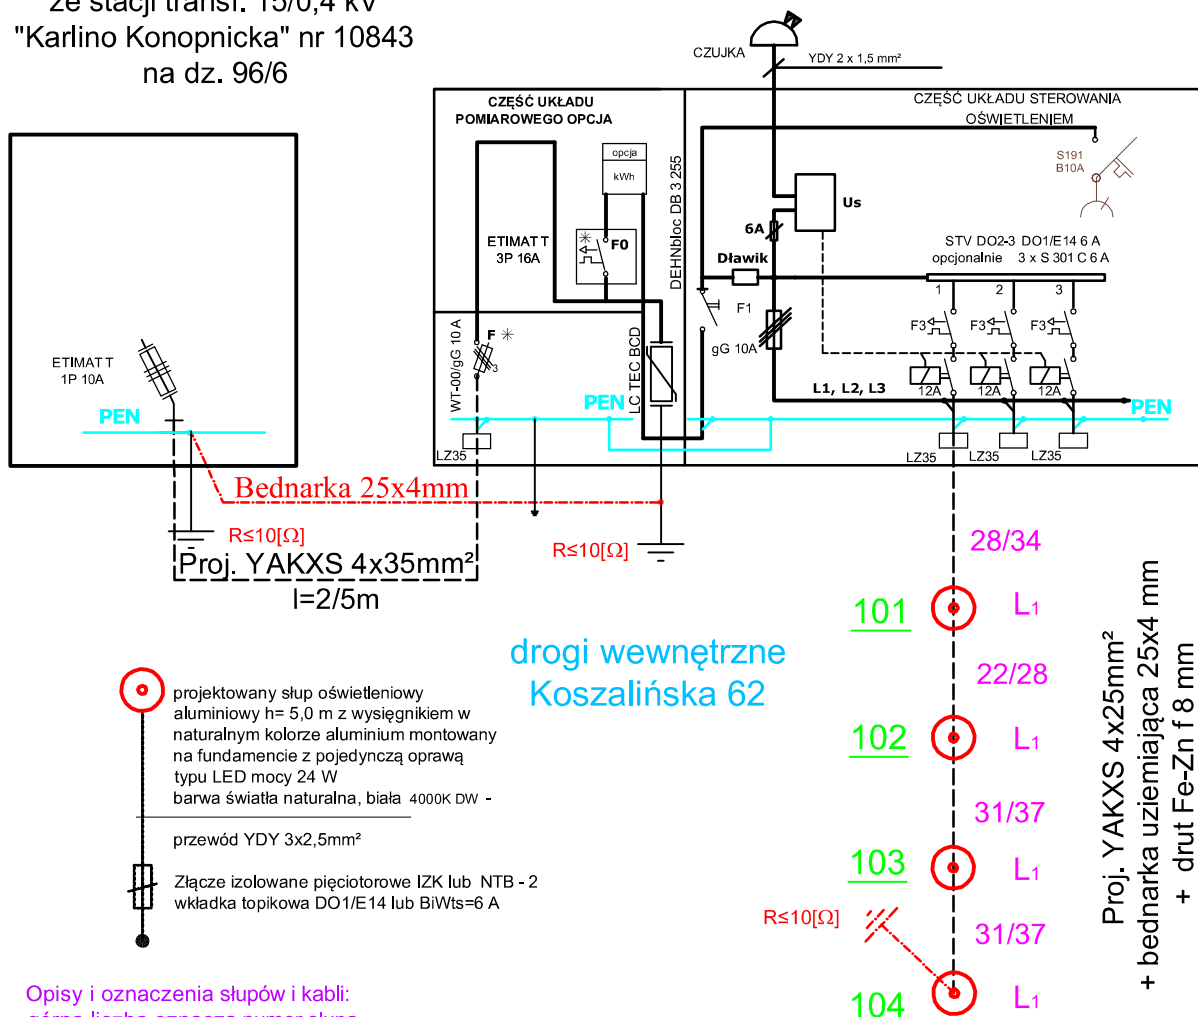 ze stacji transf. 15/0,4 kV
"Karlino Konopnicka" nr 10843
na dz. 96/6
CZUJKA
YDY 2 x 1,5 mm²
CZĘŚĆ UKŁADU
POMIAROWEGO OPCJA
CZĘŚĆ UKŁADU STEROWANIA
OŚWIETLENIEM
opcja
kWh
S191
B10A
DEHNbloc DB 3 255
Us
6A
ETIMAT T
3P 16A
F0
Dławik
STV DO2-3 DO1/E14 6 A
opcjonalnie 3 x S 301 C 6 A
1
2
3
F1
gG 10A
F3
F3
F3
WT-00/gG 10 A
F
3
LC TEC BCD
ETIMAT T
1P 10A
12A
12A
12A
L1, L2, L3
PEN
PEN
PEN
LZ35
LZ35
LZ35
LZ35
Bednarka 25x4mm
R≤10[Ω]
R≤10[Ω]
Proj. YAKXS 4x35mm²
l=2/5m
28/34
101
L1
22/28
102
L1
31/37
103
L1
R≤10[Ω]
31/37
104
L1
drogi wewnętrzne
Koszalińska 62
Proj. YAKXS 4x25mm²
+ bednarka uziemiająca 25x4 mm
+ drut Fe-Zn f 8 mm
projektowany słup oświetleniowy
aluminiowy h= 5,0 m z wysięgnikiem w
naturalnym kolorze aluminium montowany
na fundamencie z pojedynczą oprawą
typu LED mocy 24 W
barwa światła naturalna, biała 4000K DW -
przewód YDY 3x2,5mm²
Złącze izolowane pięciotorowe IZK lub NTB - 2
wkładka topikowa DO1/E14 lub BiWts=6 A
Opisy i oznaczenia słupów i kabli:
górna liczba oznacza numer słupa